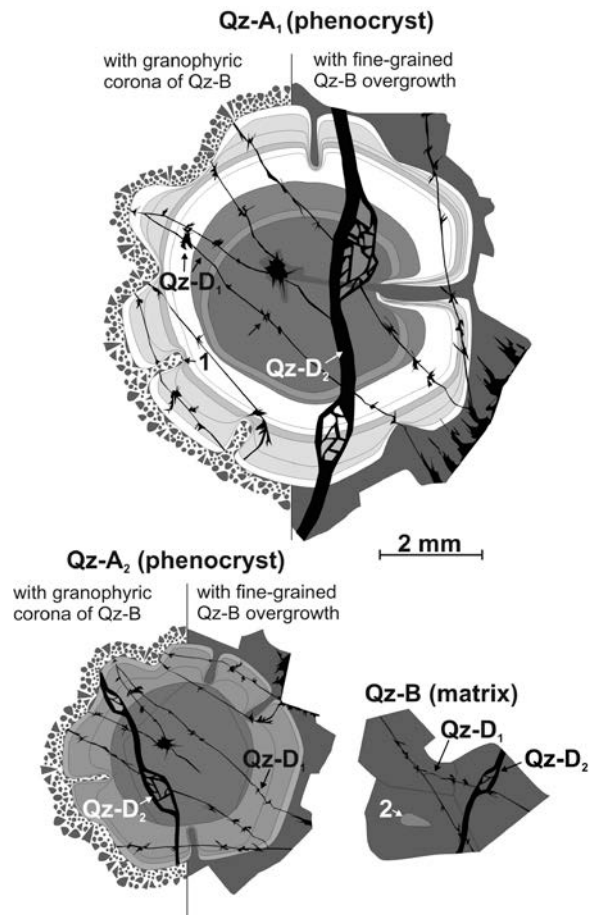 Qz-A₁ (phenocryst)
with granophyric
corona of Qz-B
with fine-grained
Qz-B overgrowth
Qz-D₁
1
Qz-D₂
2 mm
Qz-A₂ (phenocryst)
with granophyric
corona of Qz-B
with fine-grained
Qz-B overgrowth
Qz-D₁
Qz-D₂
Qz-B (matrix)
Qz-D₁
Qz-D₂
2